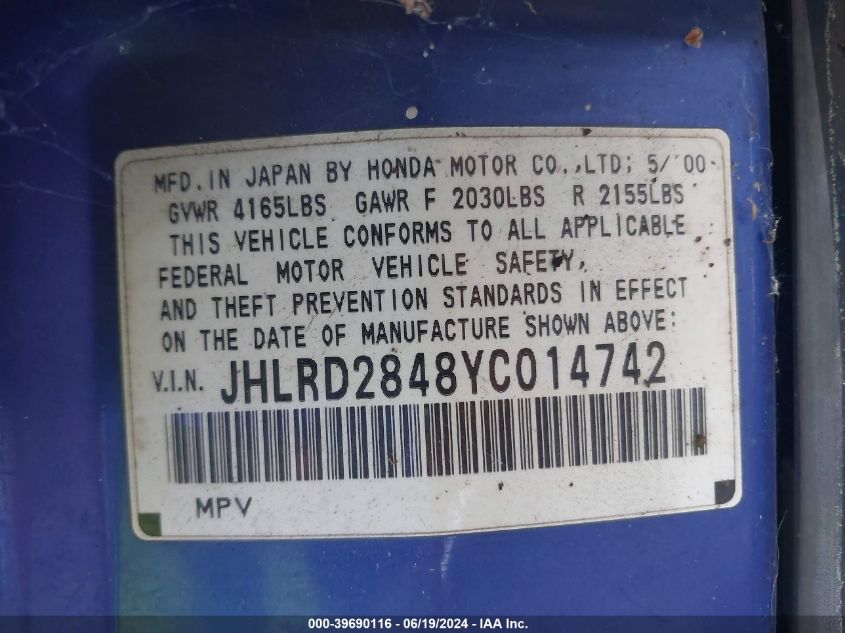 MFD. IN JAPAN BY HONDA MOTOR CO., LTD; 5/'00
GVWR 4165LBS GAWR F 2030LBS R 2155LBS
THIS VEHICLE CONFORMS TO ALL APPLICABLE
FEDERAL MOTOR VEHICLE SAFETY,
AND THEFT PREVENTION STANDARDS IN EFFECT
ON THE DATE OF MANUFACTURE SHOWN ABOVE:
V.I.N. JHLRD2848YC014742
MPV
000-39690116 - 06/19/2024 - IAA Inc.